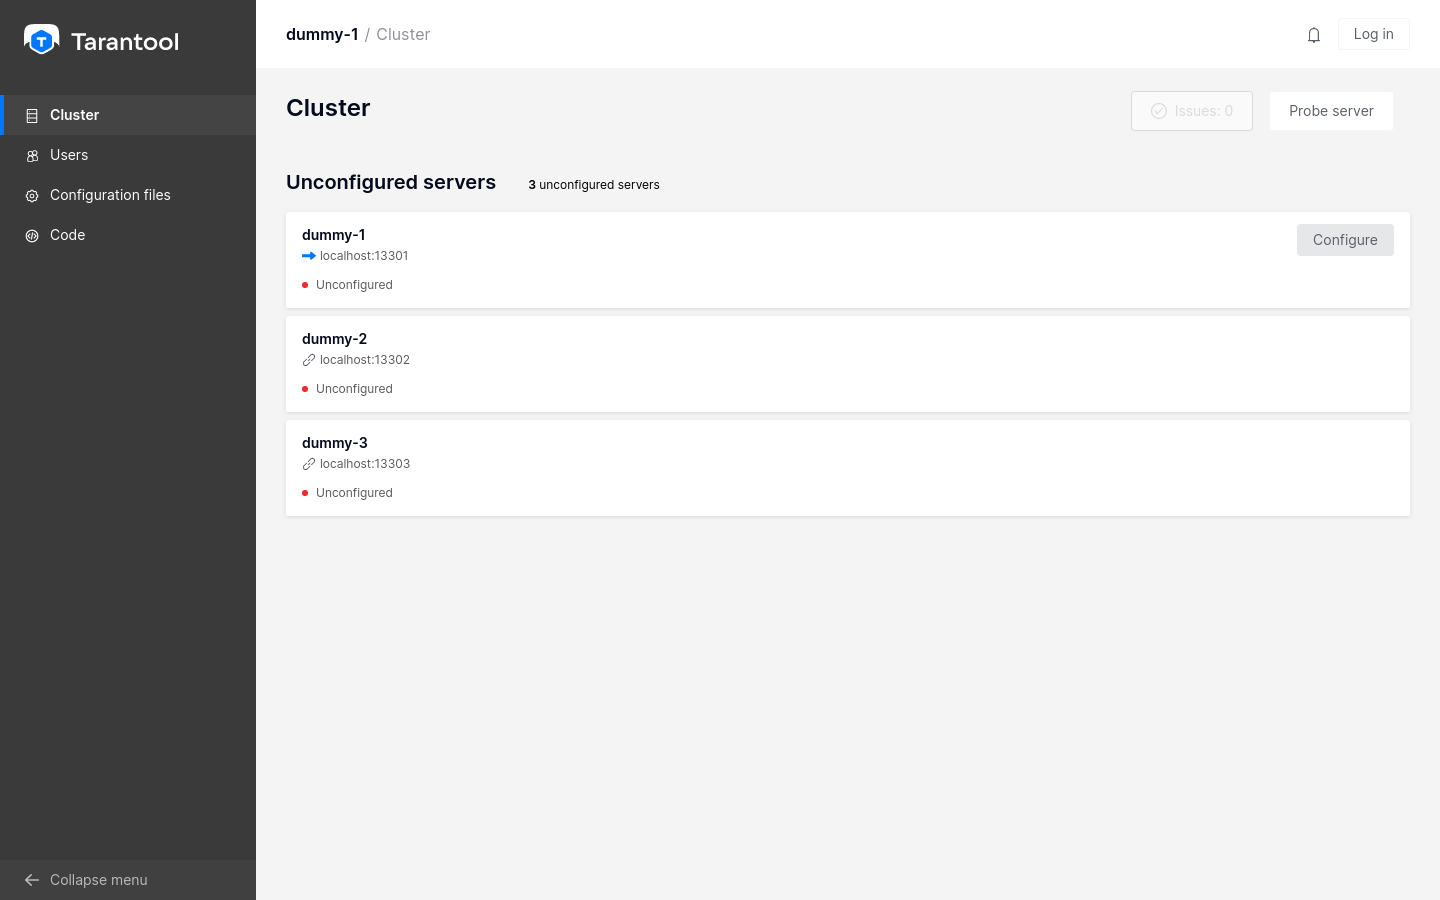 Tarantool
Cluster
Users
Configuration files
Code
Collapse menu
dummy-1 / Cluster
Log in
Cluster
Issues: 0
Probe server
Unconfigured servers
3 unconfigured servers
dummy-1
localhost:13301
Unconfigured
Configure
dummy-2
localhost:13302
Unconfigured
dummy-3
localhost:13303
Unconfigured